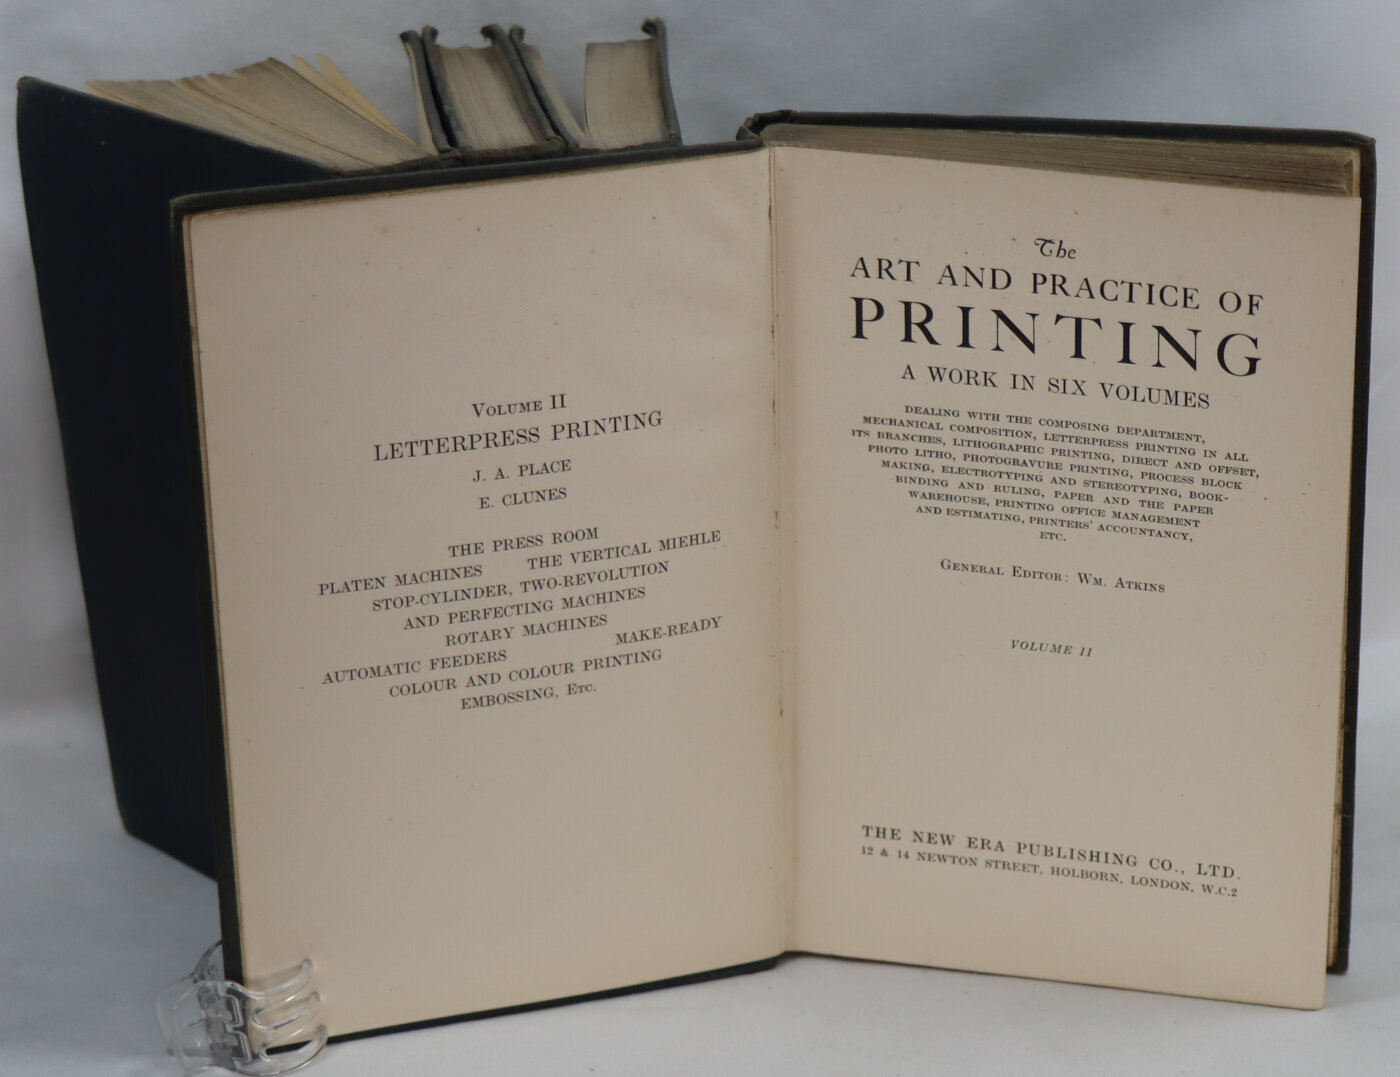 Volume II
LETTERPRESS PRINTING
J. A. PLACE
E. CLUNES
THE PRESS ROOM
PLATEN MACHINES THE VERTICAL MIEHLE
STOP-CYLINDER, TWO-REVOLUTION
AND PERFECTING MACHINES
ROTARY MACHINES
AUTOMATIC FEEDERS MAKE-READY
COLOUR AND COLOUR PRINTING
EMBOSSING, Etc.
The
ART AND PRACTICE OF
PRINTING
A WORK IN SIX VOLUMES
DEALING WITH THE COMPOSING DEPARTMENT,
MECHANICAL COMPOSITION, LETTERPRESS PRINTING IN ALL
ITS BRANCHES, LITHOGRAPHIC PRINTING, DIRECT AND OFFSET,
PHOTO LITHO, PHOTOGRAVURE PRINTING, PROCESS BLOCK
MAKING, ELECTROTYPING AND STEREOTYPING, BOOK-
BINDING AND RULING, PAPER AND THE PAPER
WAREHOUSE, PRINTING OFFICE MANAGEMENT
AND ESTIMATING, PRINTERS' ACCOUNTANCY,
ETC.
General Editor: Wm. Atkins
VOLUME II
THE NEW ERA PUBLISHING CO., LTD.
12 & 14 NEWTON STREET, HOLBORN, LONDON, W.C.2